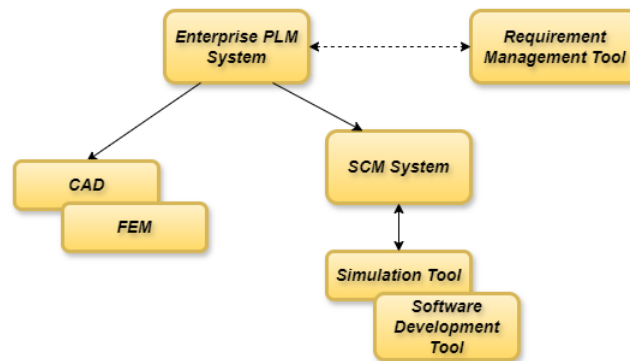 Enterprise PLM
System
Requirement
Management Tool
CAD
FEM
SCM System
Simulation Tool
Software
Development
Tool